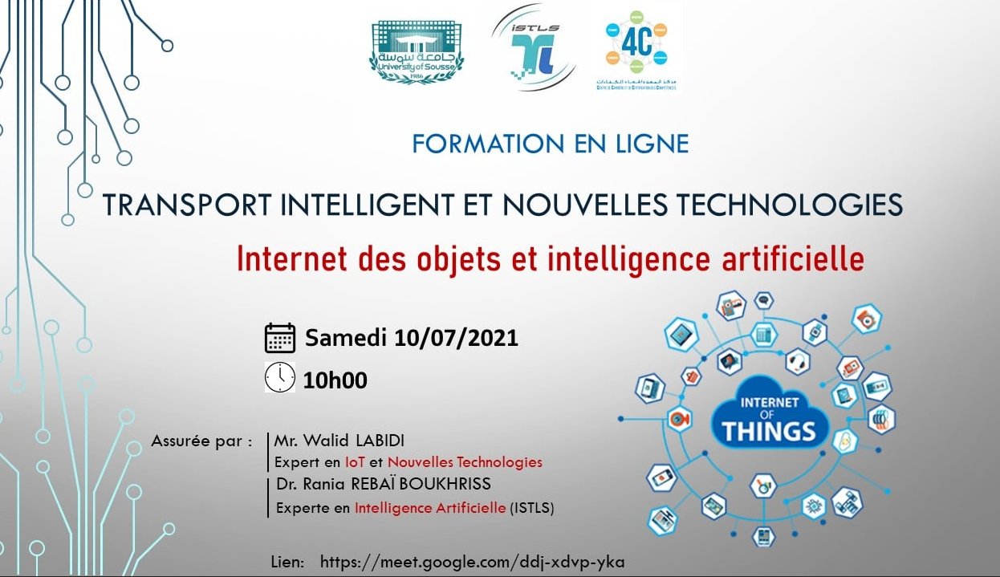 جامعة سوسة
University of Sousse
1986
iSTLS
4C
مركز المهن وإشهاد الكفاءات
CENTRE DE CARRIÈRE ET DE CERTIFICATION DES COMPÉTENCES
FORMATION EN LIGNE
TRANSPORT INTELLIGENT ET NOUVELLES TECHNOLOGIES
Internet des objets et intelligence artificielle
Samedi 10/07/2021
10h00
INTERNET
OF
THINGS
Assurée par : Mr. Walid LABIDI
Expert en IoT et Nouvelles Technologies
Dr. Rania REBAÏ BOUKHRISS
Experte en Intelligence Artificielle (ISTLS)
Lien: https://meet.google.com/ddj-xdvp-yka